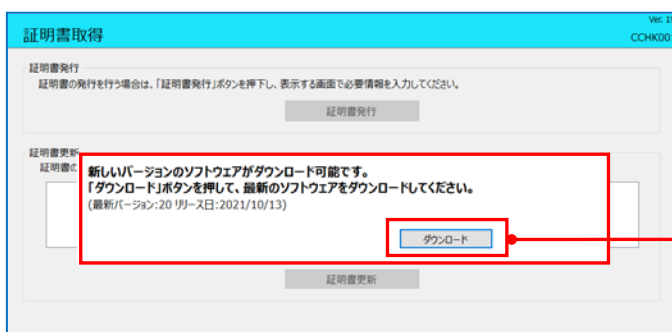 Ver. 19
証明書取得
CCHK001
証明書発行
証明書の発行を行う場合は、「証明書発行」ボタンを押下し、表示する画面で必要情報を入力してください。
証明書発行
証明書更新
証明書の
新しいバージョンのソフトウェアがダウンロード可能です。
「ダウンロード」ボタンを押して、最新のソフトウェアをダウンロードしてください。
(最新バージョン:20 リリース日:2021/10/13)
ダウンロード
証明書更新